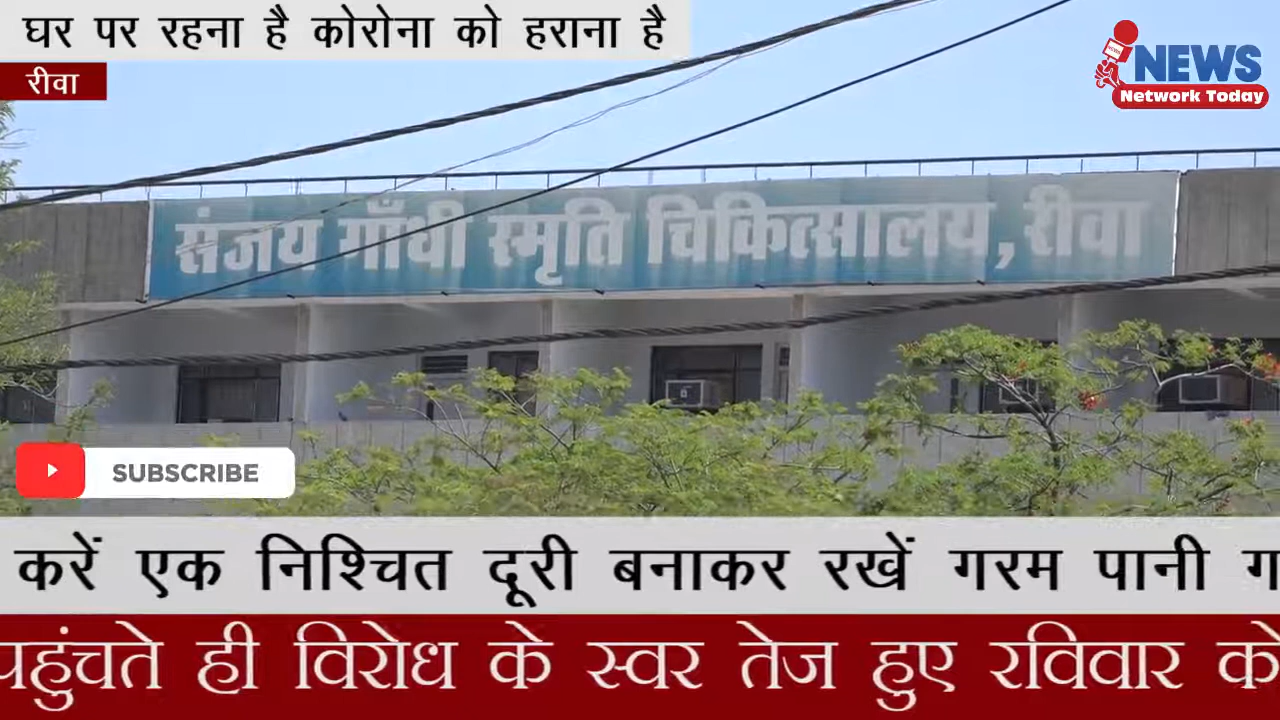 घर पर रहना है कोरोना को हराना है
रीवा
NEWS
Network Today
संजय गाँधी स्मृति चिकित्सालय, रीवा
SUBSCRIBE
करें एक निश्चित दूरी बनाकर रखें गरम पानी ग
पहुंचते ही विरोध के स्वर तेज हुए रविवार को